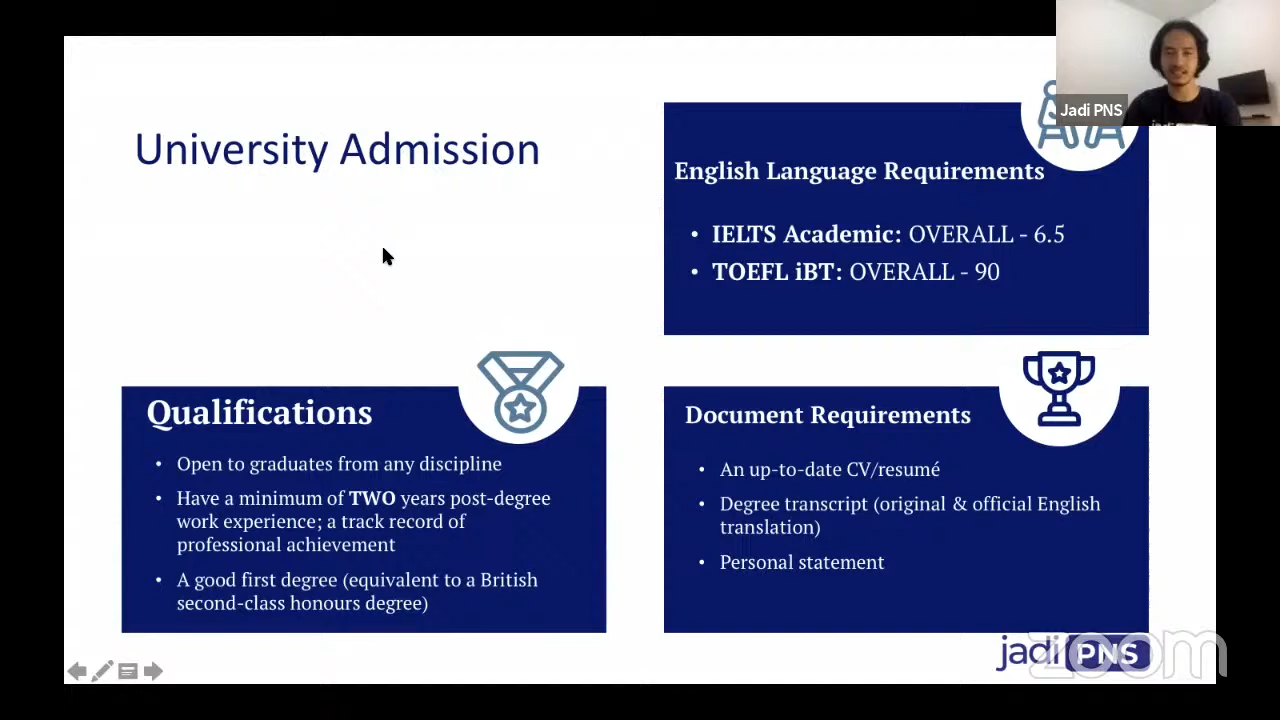 University Admission
Jadi PNS
English Language Requirements
• IELTS Academic: OVERALL - 6.5
• TOEFL iBT: OVERALL - 90
Qualifications
• Open to graduates from any discipline
• Have a minimum of TWO years post-degree
work experience; a track record of
professional achievement
• A good first degree (equivalent to a British
second-class honours degree)
Document Requirements
• An up-to-date CV/resumé
• Degree transcript (original & official English
translation)
• Personal statement
jadi PNS
zoom